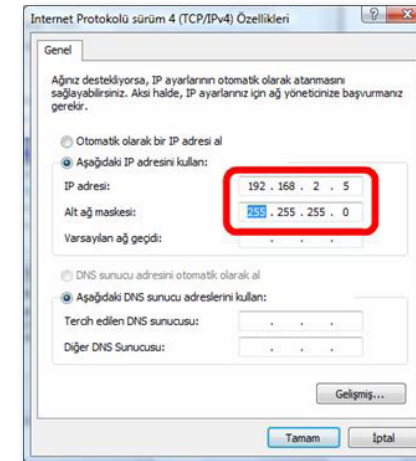 Internet Protokolü sürüm 4 (TCP/IPv4) Özellikleri
Genel
Ağınız destekliyorsa, IP ayarlarının otomatik olarak atanmasını
sağlayabilirsiniz. Aksi halde, IP ayarlarınız için ağ yöneticinize başvurmanız
gerekir.
Otomatik olarak bir IP adresi al
Aşağıdaki IP adresini kullan:
IP adresi: 192 . 168 . 2 . 5
Alt ağ maskesi: 255 . 255 . 255 . 0
Varsayılan ağ geçidi: . . .
DNS sunucu adresini otomatik olarak al
Aşağıdaki DNS sunucu adreslerini kullan:
Tercih edilen DNS sunucusu: . . .
Diğer DNS Sunucusu: . . .
Gelişmiş...
Tamam İptal